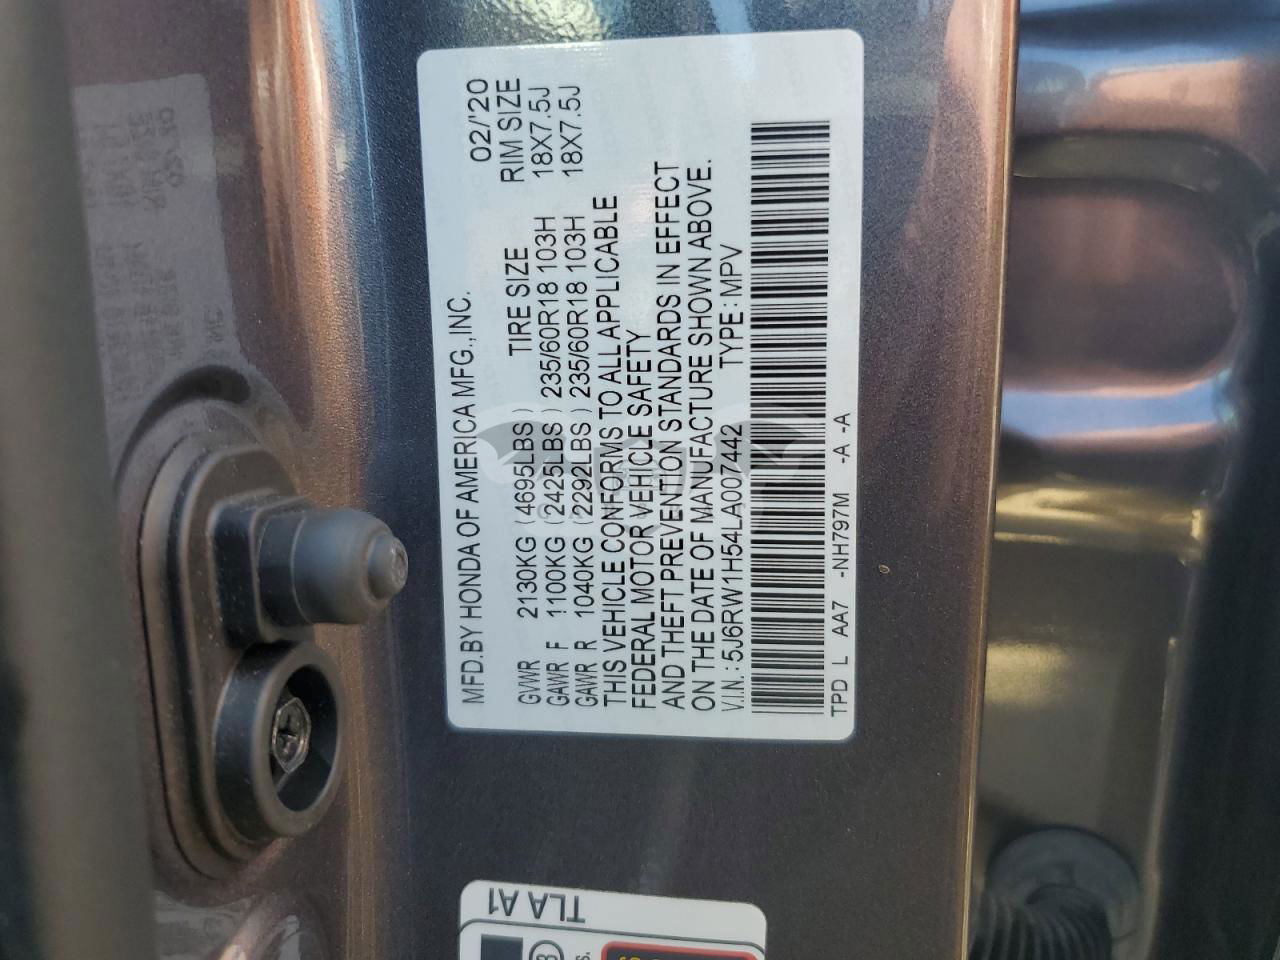 MFD.BY HONDA OF AMERICA MFG.,INC. 02/'20
TIRE SIZE RIM SIZE
GVWR 2130KG (4695LBS)
GAWR F 1100KG (2425LBS) 235/60R18 103H 18X7.5J
GAWR R 1040KG (2292LBS) 235/60R18 103H 18X7.5J
THIS VEHICLE CONFORMS TO ALL APPLICABLE
FEDERAL MOTOR VEHICLE SAFETY
AND THEFT PREVENTION STANDARDS IN EFFECT
ON THE DATE OF MANUFACTURE SHOWN ABOVE.
V.I.N.: 5J6RW1H54LA007442 TYPE: MPV
TPD L AA7 -NH797M -A -A
TLA A1